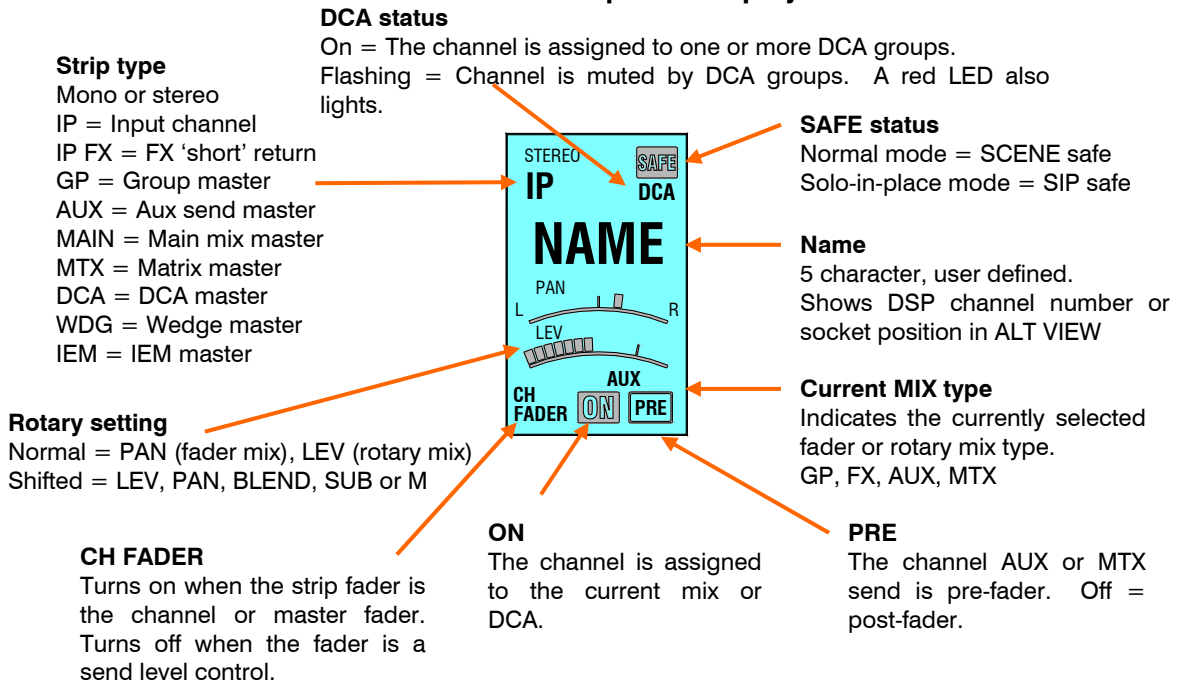 DCA status
On = The channel is assigned to one or more DCA groups.
Flashing = Channel is muted by DCA groups. A red LED also
lights.
Strip type
Mono or stereo
IP = Input channel
IP FX = FX ‘short’ return
GP = Group master
AUX = Aux send master
MAIN = Main mix master
MTX = Matrix master
DCA = DCA master
WDG = Wedge master
IEM = IEM master
STEREO
SAFE
IP
DCA
NAME
PAN
L
R
LEV
AUX
CH
FADER
ON
PRE
SAFE status
Normal mode = SCENE safe
Solo-in-place mode = SIP safe
Name
5 character, user defined.
Shows DSP channel number or
socket position in ALT VIEW
Current MIX type
Indicates the currently selected
fader or rotary mix type.
GP, FX, AUX, MTX
Rotary setting
Normal = PAN (fader mix), LEV (rotary mix)
Shifted = LEV, PAN, BLEND, SUB or M
CH FADER
Turns on when the strip fader is
the channel or master fader.
Turns off when the fader is a
send level control.
ON
The channel is assigned
to the current mix or
DCA.
PRE
The channel AUX or MTX
send is pre-fader. Off =
post-fader.